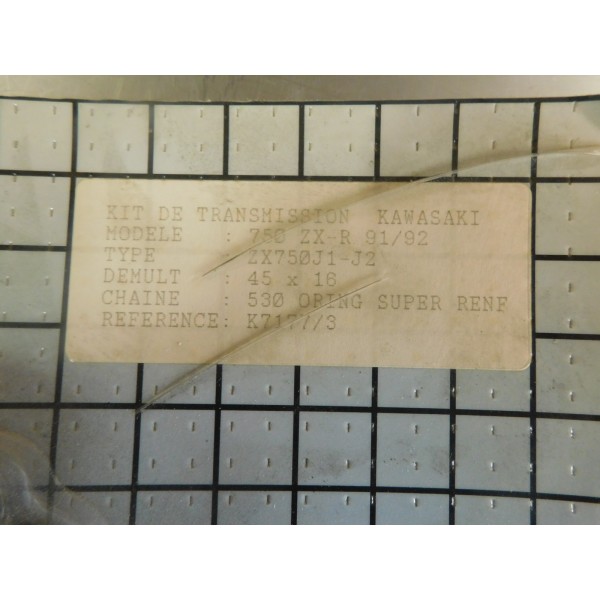 KIT DE TRANSMISSION KAWASAKI
MODELE : 750 ZX-R 91/92
TYPE : ZX750J1-J2
DEMULT : 45 x 16
CHAINE : 530 ORING SUPER RENF
REFERENCE: K7177/3